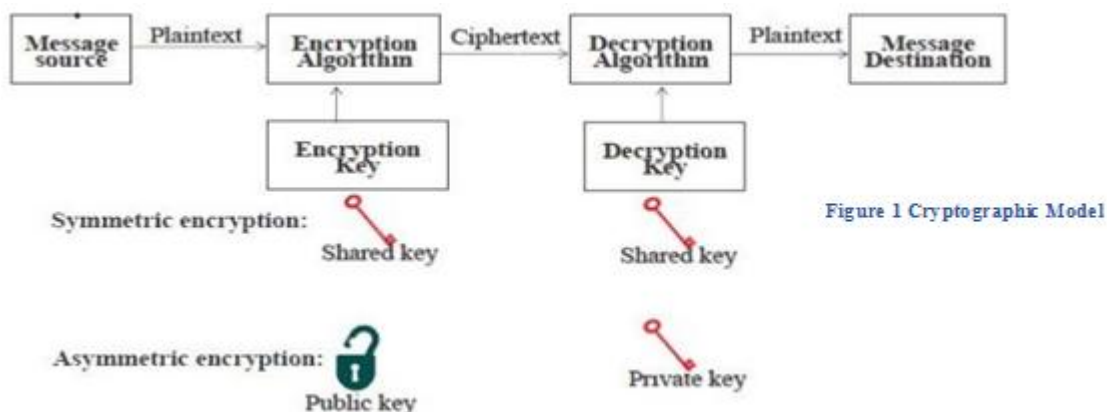 Message source
Plaintext
Encryption Algorithm
Ciphertext
Decryption Algorithm
Plaintext
Message Destination
Encryption Key
Decryption Key
Symmetric encryption:
Shared key
Shared key
Figure 1 Cryptographic Model
Asymmetric encryption:
Public key
Private key